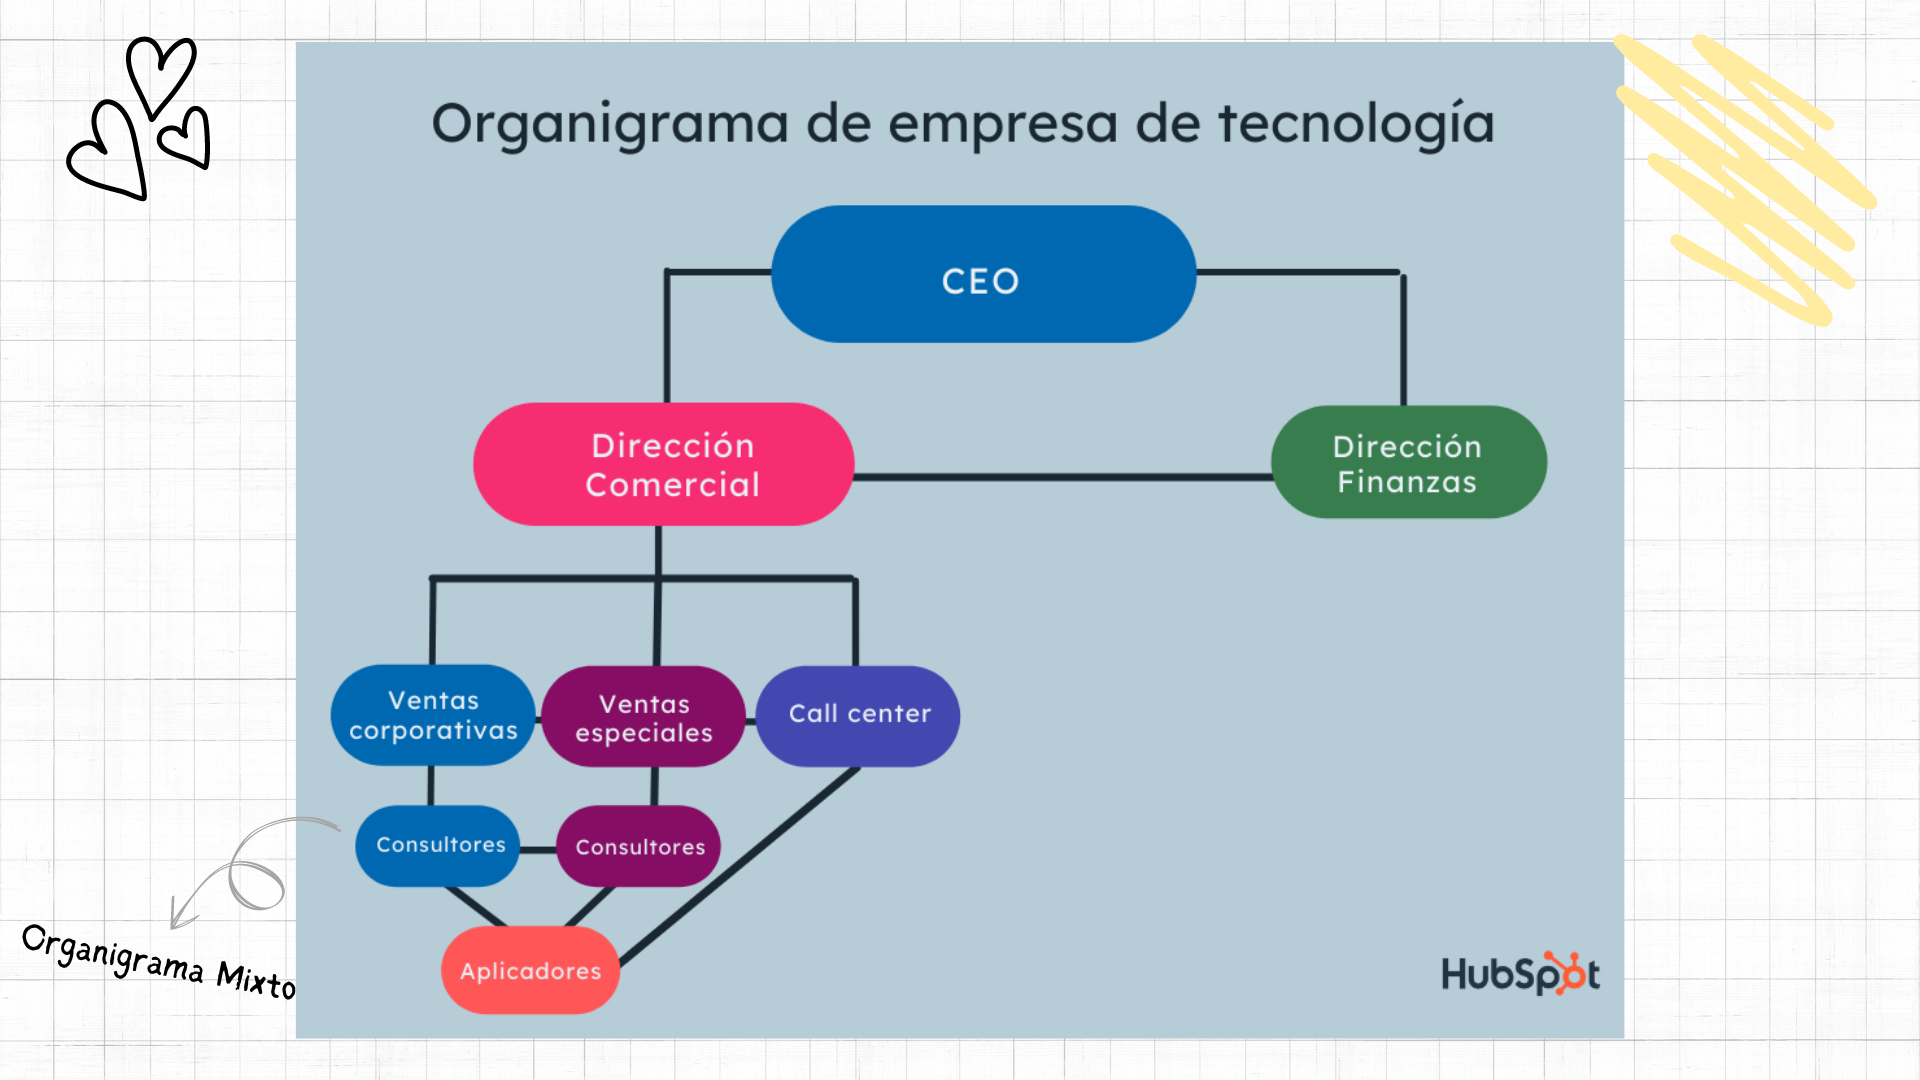 Organigrama de empresa de tecnología
CEO
Dirección
Comercial
Dirección
Finanzas
Ventas
corporativas
Ventas
especiales
Call center
Consultores
Consultores
Aplicadores
Organigrama Mixto
HubSpot